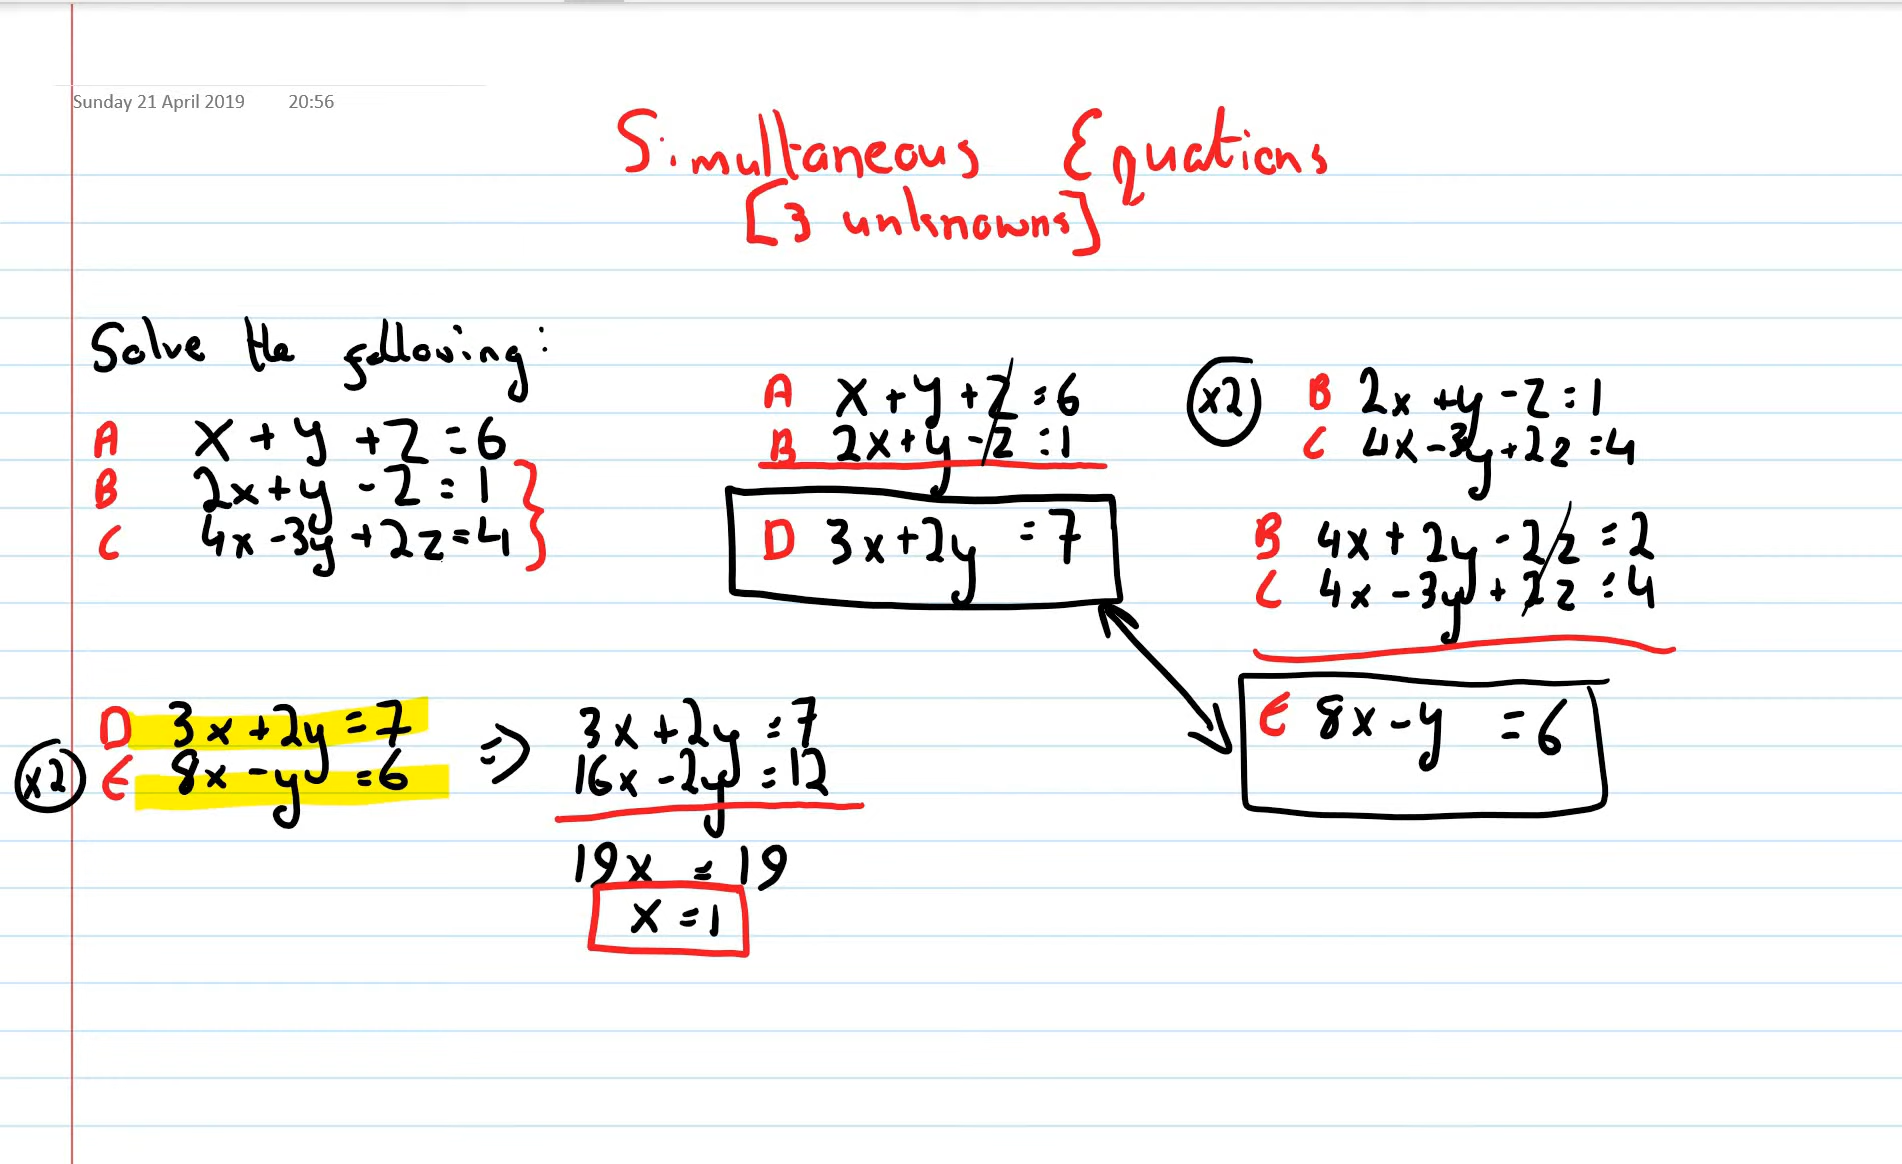 Sunday 21 April 2019 20:56
Simultaneous Equations
[3 unknowns]
Solve the following:
A x + y + z = 6
B 2x + y - z = 1
C 4x - 3y + 2z = 4
A x + y + z = 6
B 2x + y - z = 1
D 3x + 2y = 7
x2 B 2x + y - z = 1
C 4x - 3y + 2z = 4
B 4x + 2y - 2z = 2
C 4x - 3y + 2z = 4
E 8x - y = 6
D 3x + 2y = 7
x2 E 8x - y = 6
⇒ 3x + 2y = 7
16x - 2y = 12
19x = 19
x = 1